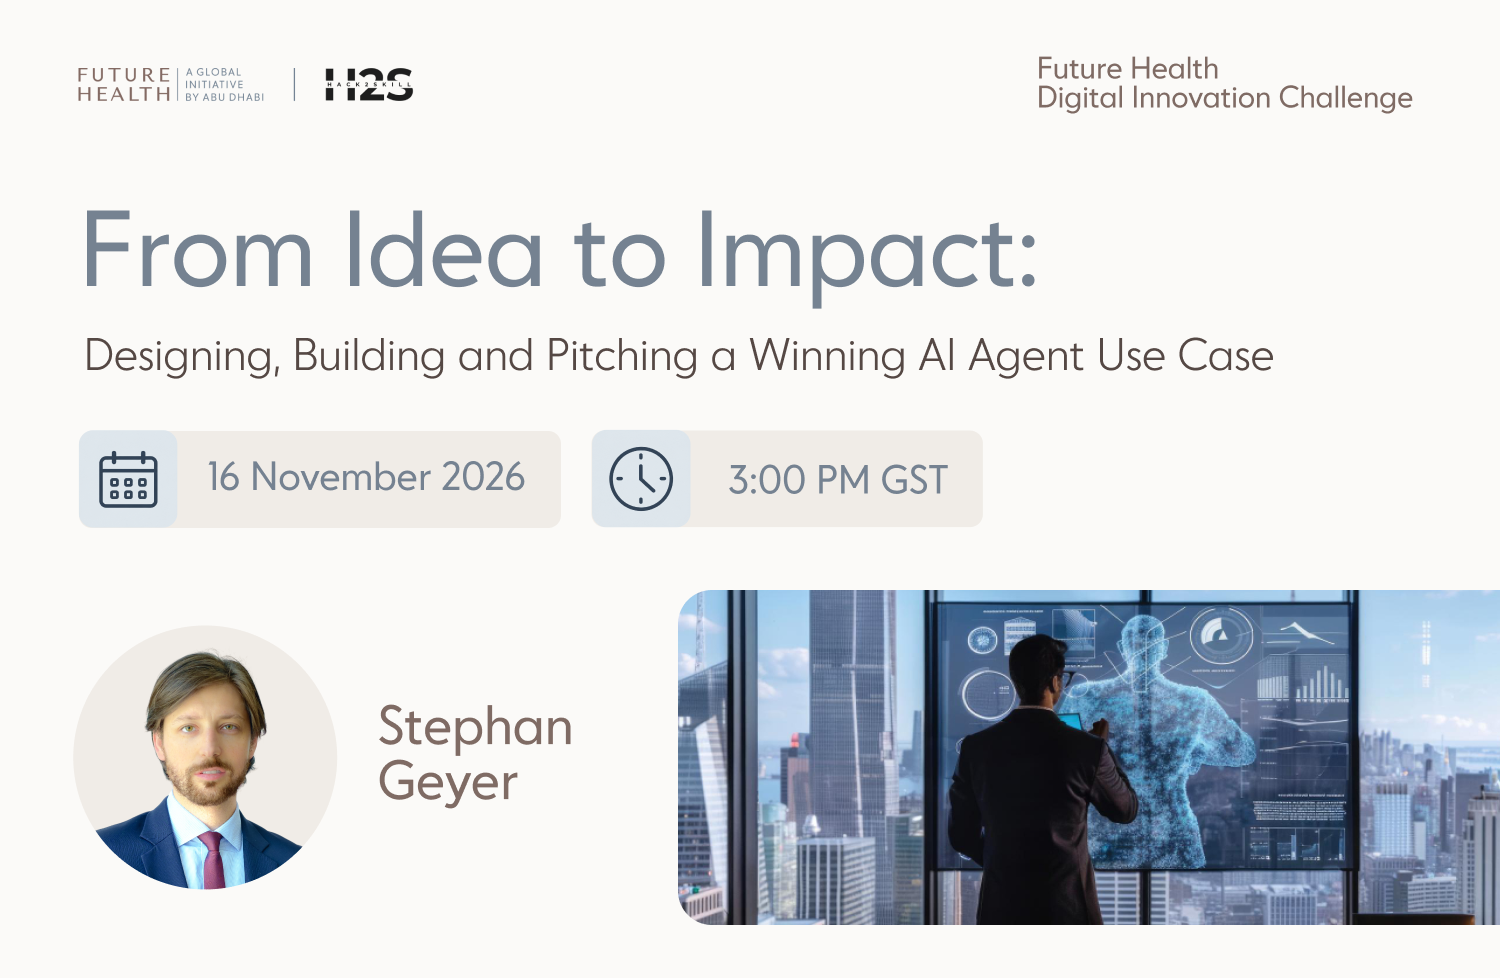 FUTURE HEALTH
A GLOBAL INITIATIVE BY ABU DHABI
H2S
HACK2SKILL
Future Health
Digital Innovation Challenge
From Idea to Impact:
Designing, Building and Pitching a Winning AI Agent Use Case
16 November 2026
3:00 PM GST
Stephan
Geyer